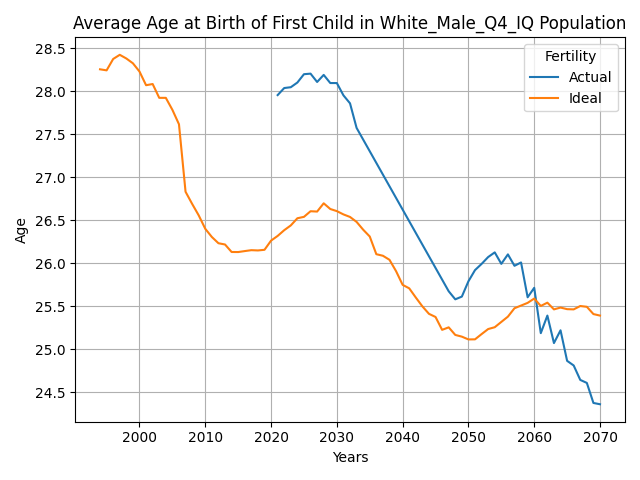 Average Age at Birth of First Child in White_Male_Q4_IQ Population
Fertility
Actual
Ideal
Age
28.5
28.0
27.5
27.0
26.5
26.0
25.5
25.0
24.5
2000 2010 2020 2030 2040 2050 2060 2070
Years